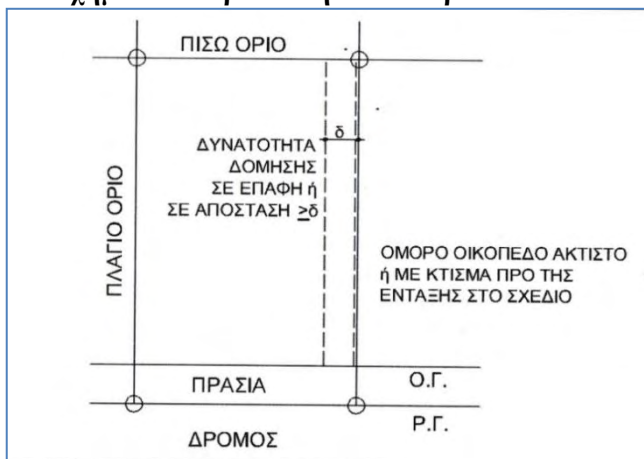 ΠΙΣΩ ΟΡΙΟ
δ
ΔΥΝΑΤΟΤΗΤΑ
ΔΟΜΗΣΗΣ
ΣΕ ΕΠΑΦΗ ή
ΣΕ ΑΠΟΣΤΑΣΗ ≥δ
ΠΛΑΓΙΟ ΟΡΙΟ
ΟΜΟΡΟ ΟΙΚΟΠΕΔΟ ΑΚΤΙΣΤΟ
ή ΜΕ ΚΤΙΣΜΑ ΠΡΟ ΤΗΣ
ΕΝΤΑΞΗΣ ΣΤΟ ΣΧΕΔΙΟ
ΠΡΑΣΙΑ
Ο.Γ.
Ρ.Γ.
ΔΡΟΜΟΣ